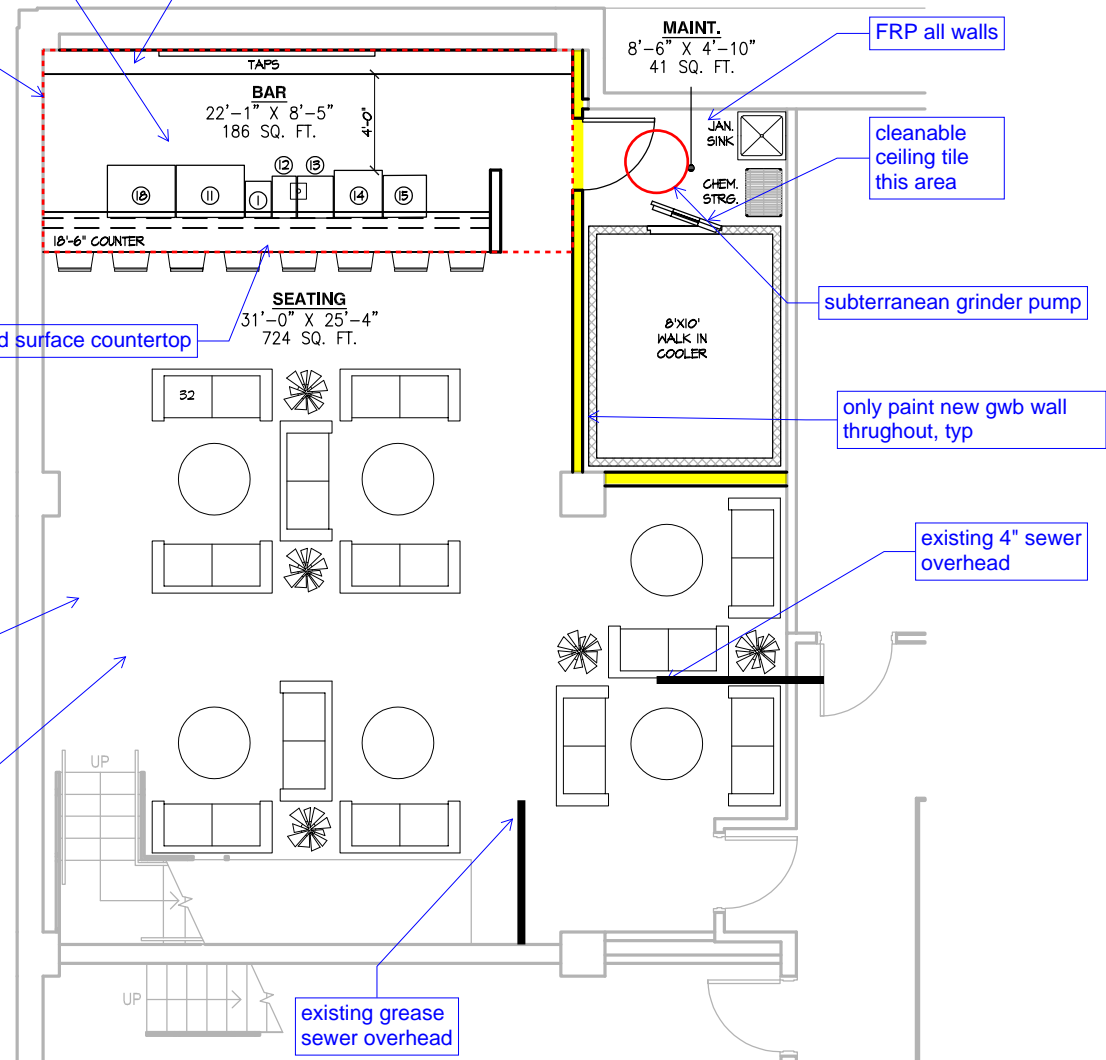 MAINT.
8'-6" X 4'-10"
41 SQ. FT.
FRP all walls
TAPS
BAR
22'-1" X 8'-5"
186 SQ. FT.
4'-0"
JAN.
SINK
cleanable
ceiling tile
this area
CHEM.
STRG.
18
11
1
12
13
14
15
18'-6" COUNTER
SEATING
31'-0" X 25'-4"
724 SQ. FT.
surface countertop
subterranean grinder pump
8'X10'
WALK IN
COOLER
32
only paint new gwb wall
thrughout, typ
existing 4" sewer
overhead
UP
UP
existing grease
sewer overhead